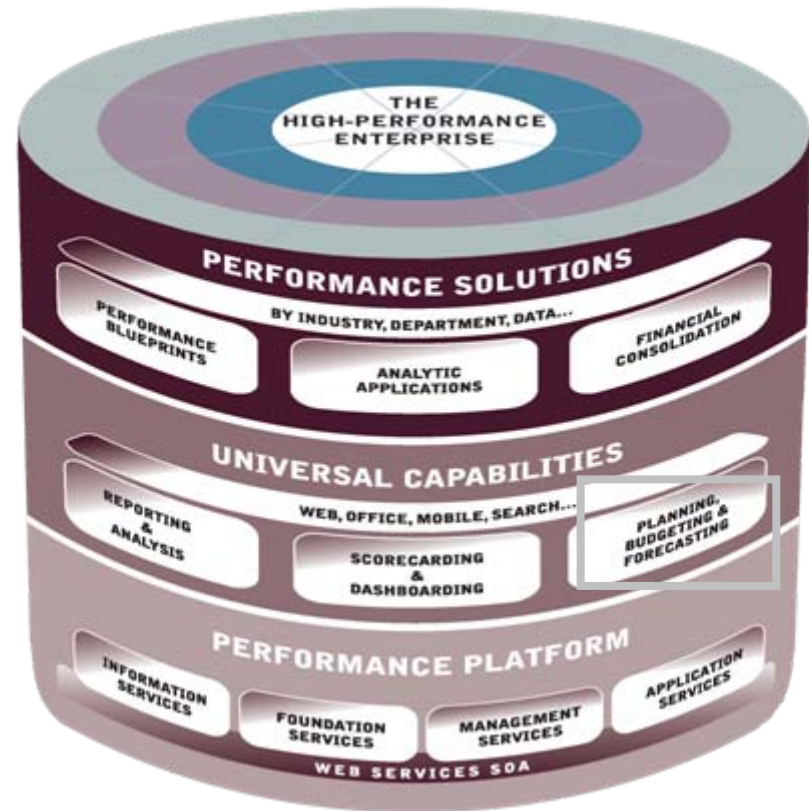 THE
HIGH-PERFORMANCE
ENTERPRISE
PERFORMANCE SOLUTIONS
BY INDUSTRY, DEPARTMENT, DATA...
PERFORMANCE
BLUEPRINTS
ANALYTIC
APPLICATIONS
FINANCIAL
CONSOLIDATION
UNIVERSAL CAPABILITIES
WEB, OFFICE, MOBILE, SEARCH...
REPORTING
&
ANALYSIS
SCORECARDING
&
DASHBOARDING
PLANNING,
BUDGETING &
FORECASTING
PERFORMANCE PLATFORM
INFORMATION
SERVICES
FOUNDATION
SERVICES
MANAGEMENT
SERVICES
APPLICATION
SERVICES
WEB SERVICES SOA